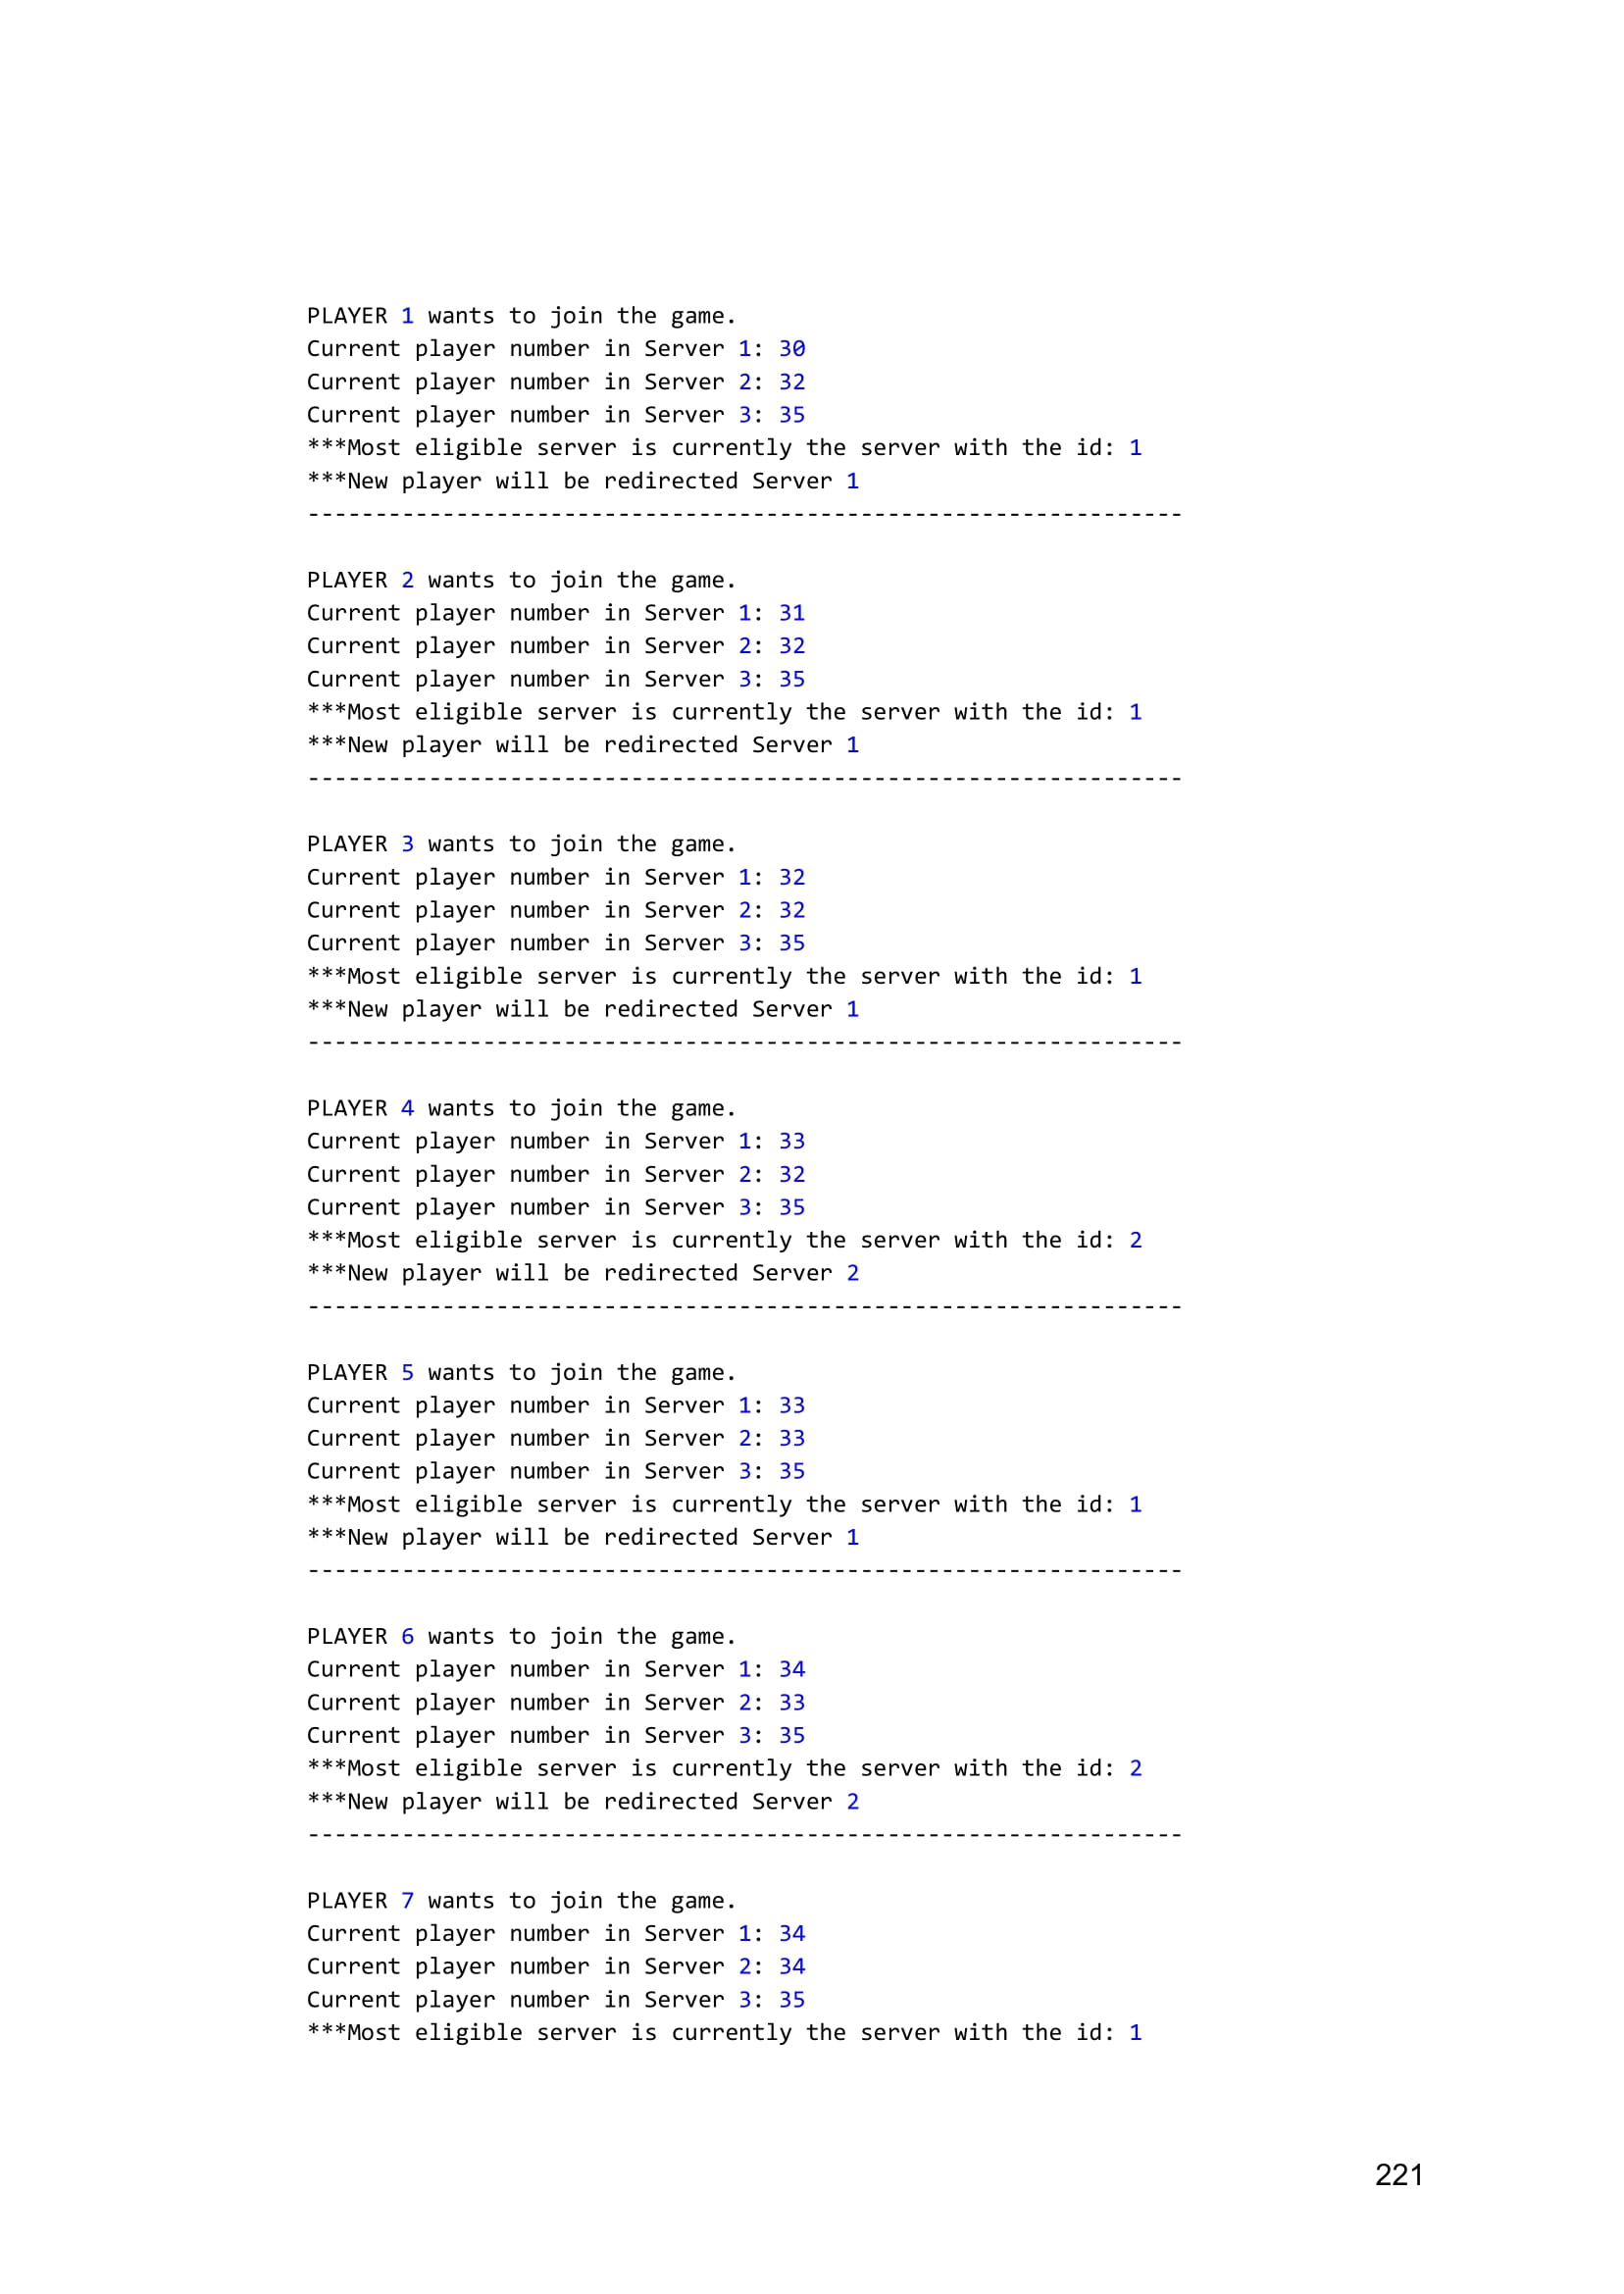 PLAYER 1 wants to join the game.
Current player number in Server 1: 30
Current player number in Server 2: 32
Current player number in Server 3: 35
***Most eligible server is currently the server with the id: 1
***New player will be redirected Server 1
-----------------------------------------------------------------
PLAYER 2 wants to join the game.
Current player number in Server 1: 31
Current player number in Server 2: 32
Current player number in Server 3: 35
***Most eligible server is currently the server with the id: 1
***New player will be redirected Server 1
-----------------------------------------------------------------
PLAYER 3 wants to join the game.
Current player number in Server 1: 32
Current player number in Server 2: 32
Current player number in Server 3: 35
***Most eligible server is currently the server with the id: 1
***New player will be redirected Server 1
-----------------------------------------------------------------
PLAYER 4 wants to join the game.
Current player number in Server 1: 33
Current player number in Server 2: 32
Current player number in Server 3: 35
***Most eligible server is currently the server with the id: 2
***New player will be redirected Server 2
-----------------------------------------------------------------
PLAYER 5 wants to join the game.
Current player number in Server 1: 33
Current player number in Server 2: 33
Current player number in Server 3: 35
***Most eligible server is currently the server with the id: 1
***New player will be redirected Server 1
-----------------------------------------------------------------
PLAYER 6 wants to join the game.
Current player number in Server 1: 34
Current player number in Server 2: 33
Current player number in Server 3: 35
***Most eligible server is currently the server with the id: 2
***New player will be redirected Server 2
-----------------------------------------------------------------
PLAYER 7 wants to join the game.
Current player number in Server 1: 34
Current player number in Server 2: 34
Current player number in Server 3: 35
***Most eligible server is currently the server with the id: 1
221